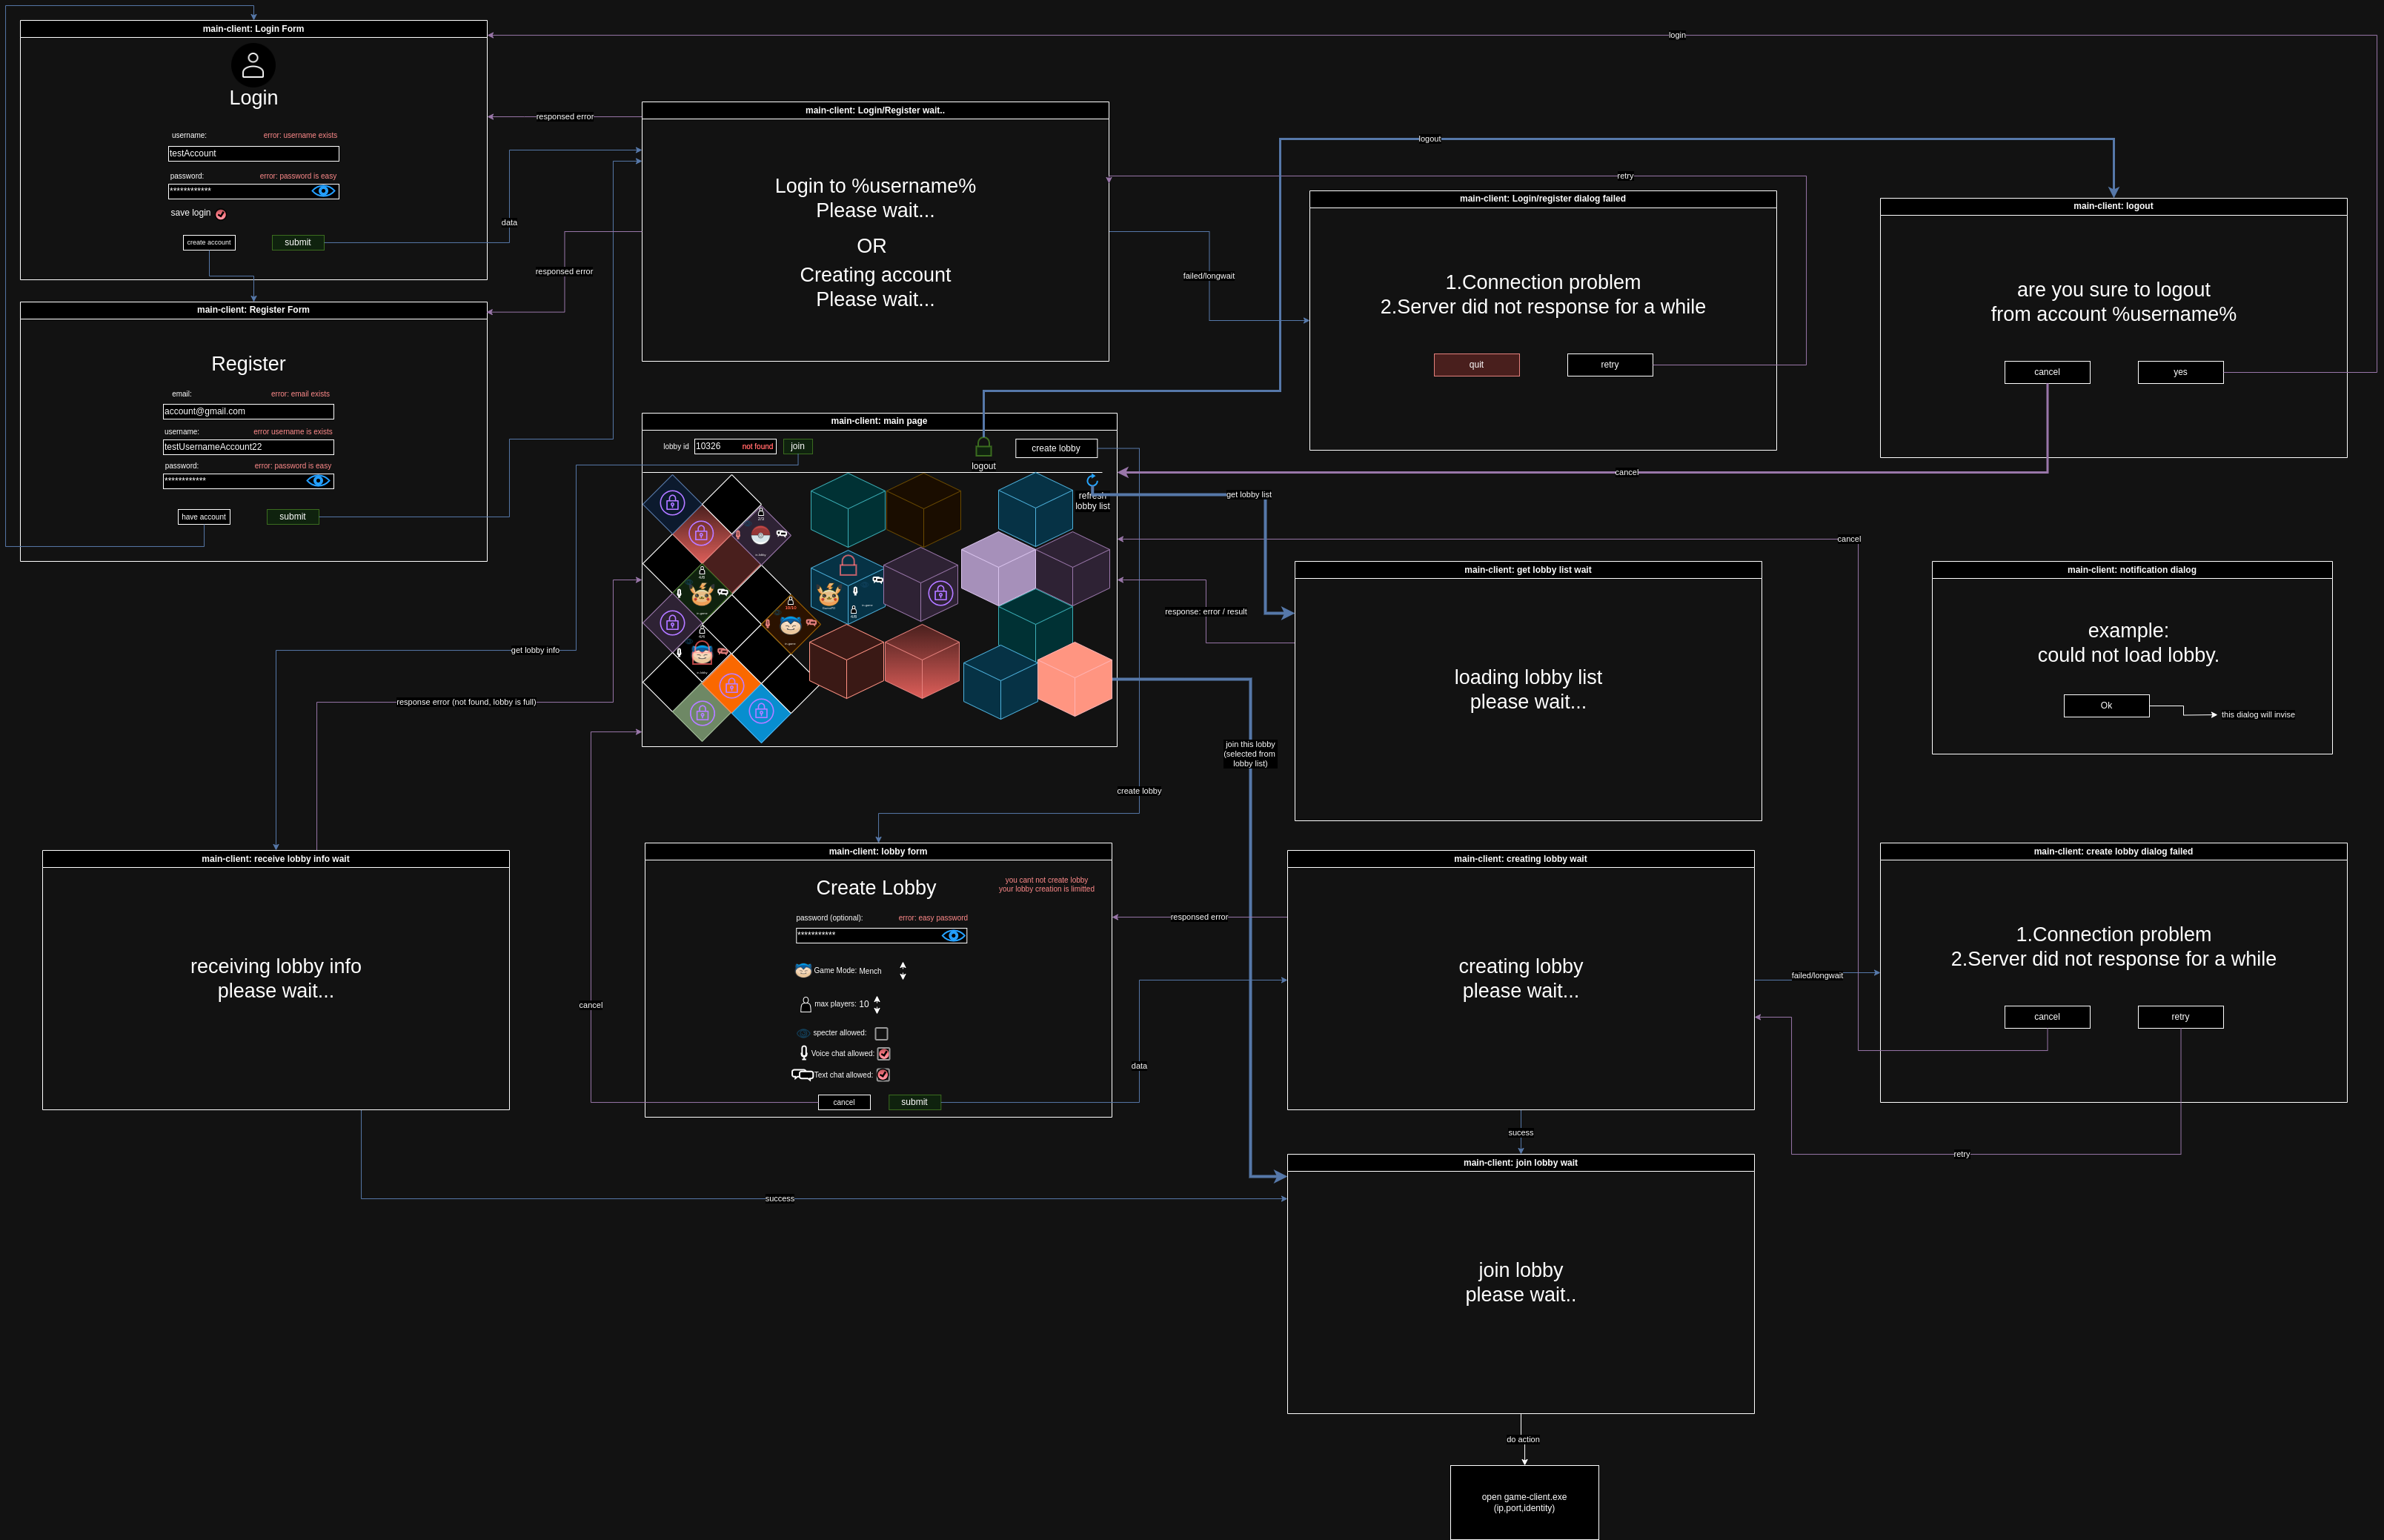 main-client: Login Form
Login
username:
error: username exists
testAccount
password:
error: password is easy
************
save login
create account
submit
login
responsed error
data
responsed error
main-client: Register Form
Register
email:
error: email exists
account@gmail.com
username:
error username is exists
testUsernameAccount22
password:
error: password is easy
************
have account
submit
main-client: Login/Register wait..
Login to %username%
Please wait...
OR
Creating account
Please wait...
logout
retry
failed/longwait
main-client: Login/register dialog failed
1.Connection problem
2.Server did not response for a while
quit
retry
main-client: logout
are you sure to logout
from account %username%
cancel
yes
main-client: main page
lobby id
10326
not found
join
logout
create lobby
refresh
lobby list
cancel
get lobby list
cancel
response: error / result
join this lobby
(selected from
lobby list)
create lobby
get lobby info
response error (not found, lobby is full)
cancel
main-client: get lobby list wait
loading lobby list
please wait...
main-client: notification dialog
example:
could not load lobby.
Ok
this dialog will invise
main-client: receive lobby info wait
receiving lobby info
please wait...
success
main-client: lobby form
Create Lobby
you cant not create lobby
your lobby creation is limitted
password (optional):
error: easy password
***********
Game Mode: Mench
max players: 10
specter allowed:
Voice chat allowed:
Text chat allowed:
cancel
submit
responsed error
data
main-client: creating lobby wait
creating lobby
please wait...
failed/longwait
sucess
main-client: create lobby dialog failed
1.Connection problem
2.Server did not response for a while
cancel
retry
retry
main-client: join lobby wait
join lobby
please wait..
do action
open game-client.exe
(ip,port,identity)